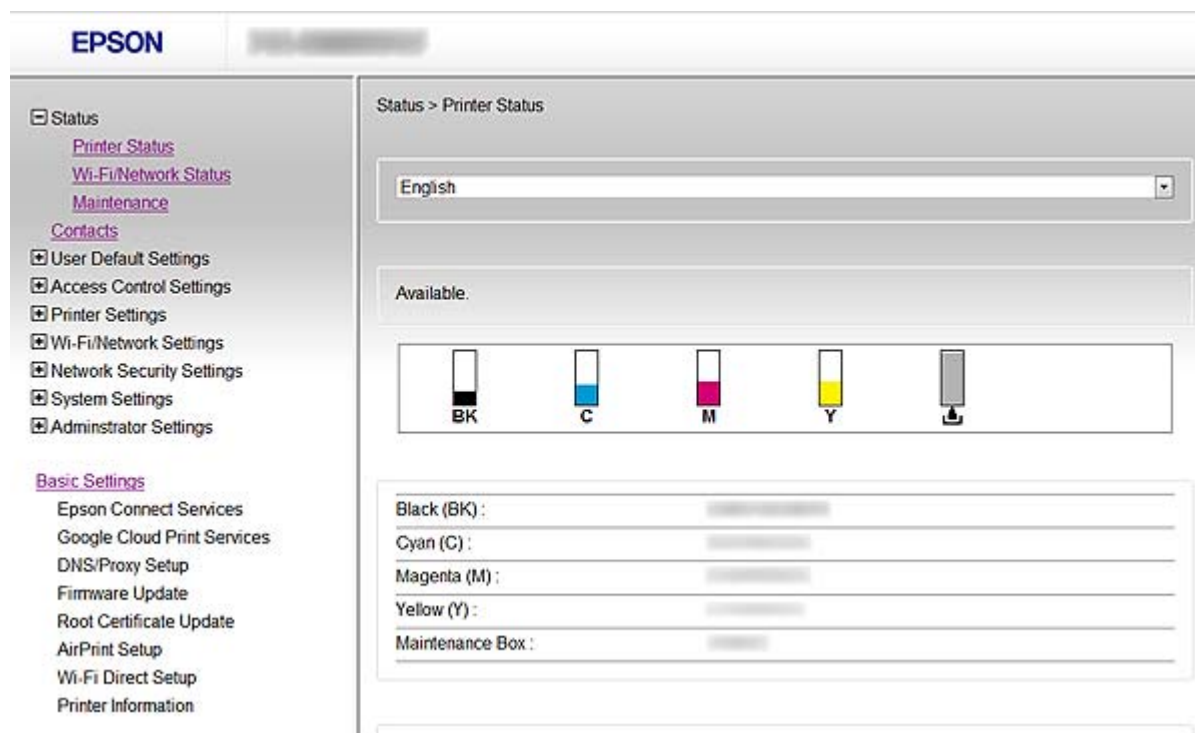 EPSON
Status
Printer Status
Wi-Fi/Network Status
Maintenance
Contacts
User Default Settings
Access Control Settings
Printer Settings
Wi-Fi/Network Settings
Network Security Settings
System Settings
Adminstrator Settings
Basic Settings
Epson Connect Services
Google Cloud Print Services
DNS/Proxy Setup
Firmware Update
Root Certificate Update
AirPrint Setup
Wi-Fi Direct Setup
Printer Information
Status > Printer Status
English
Available.
BK C M Y
Black (BK) :
Cyan (C) :
Magenta (M) :
Yellow (Y) :
Maintenance Box :